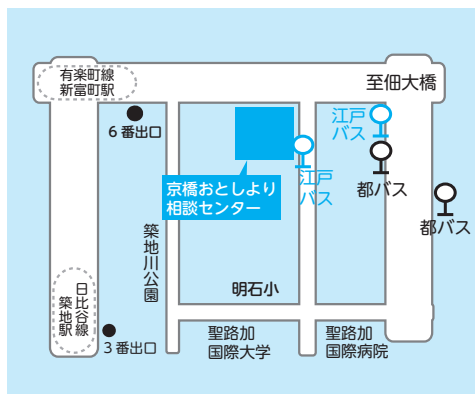 有楽町線
新富町駅
至佃大橋
6番出口
江戸
バス
江戸
バス
都バス
都バス
京橋おとしより
相談センター
築地川公園
明石小
日比谷線
築地駅
3番出口
聖路加
国際大学
聖路加
国際病院